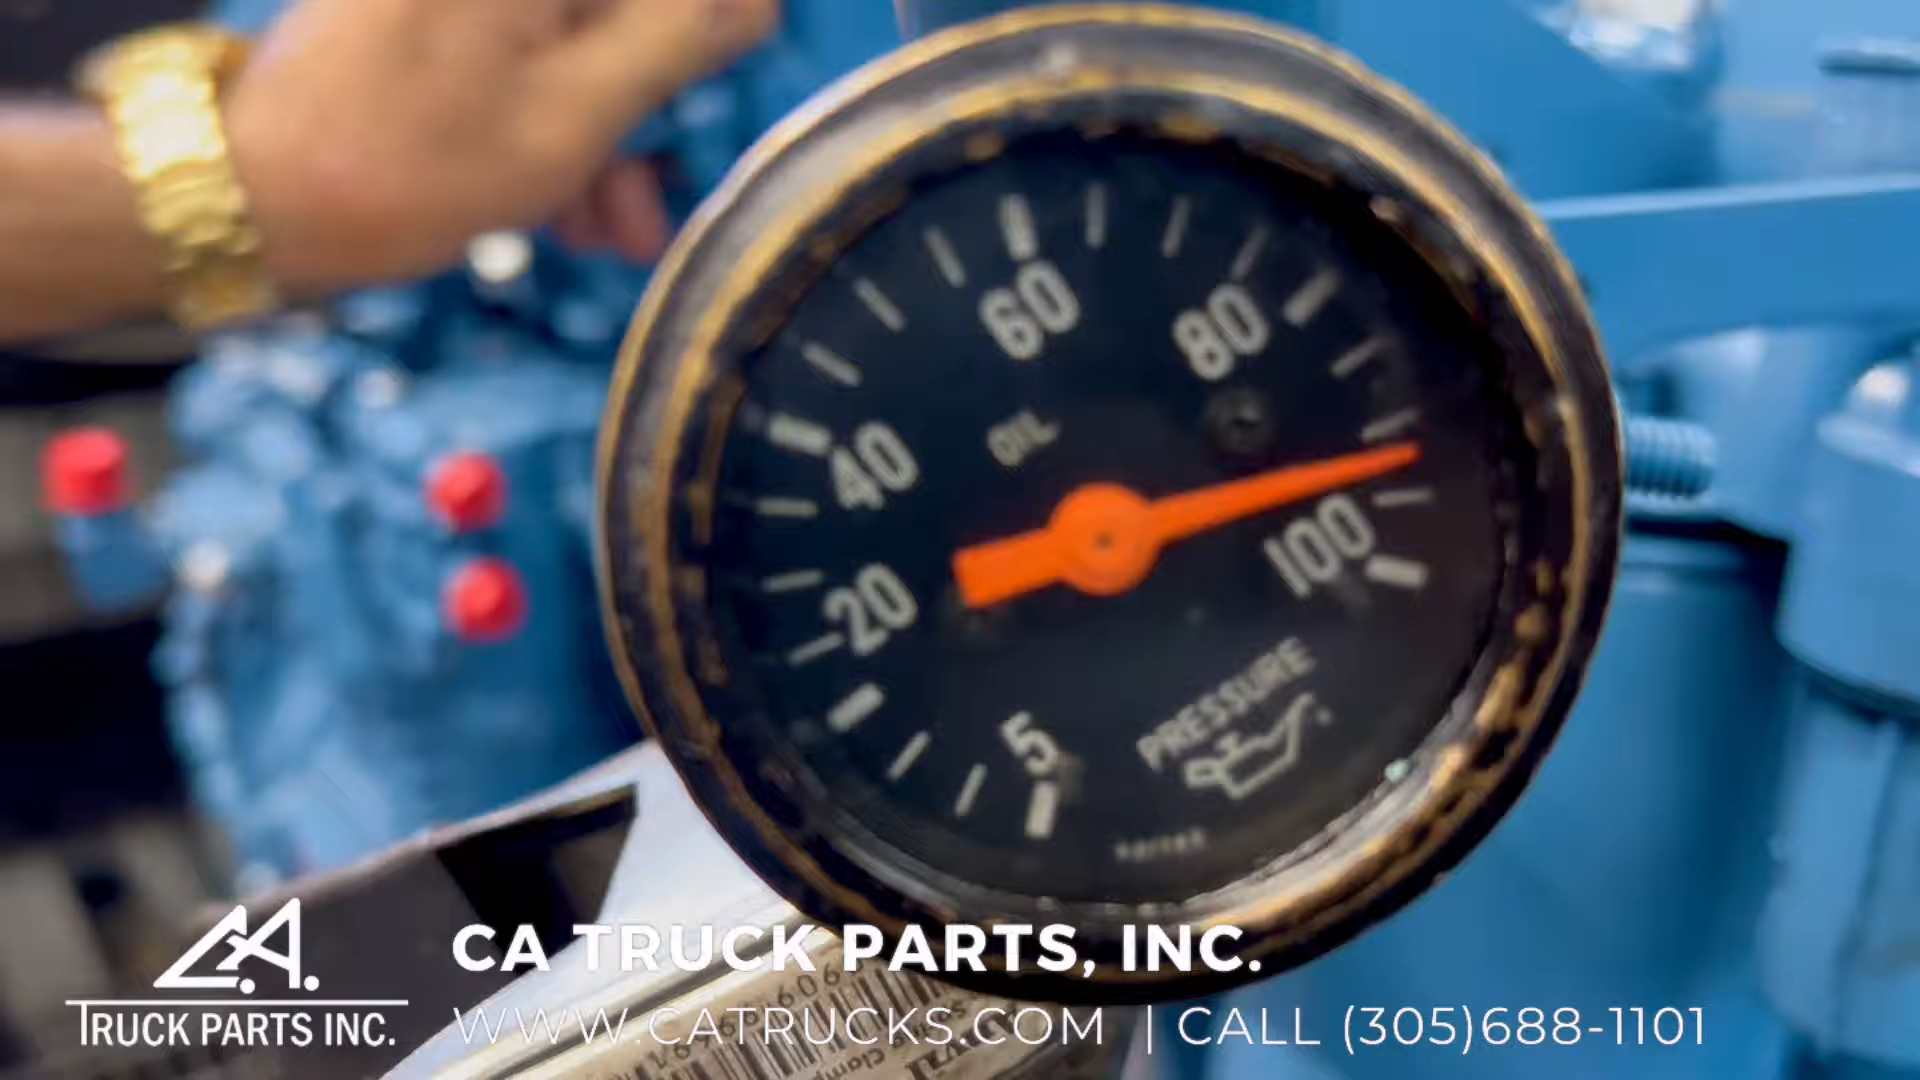 60
80
40
OIL
100
20
5
PRESSURE
C.A.
TRUCK PARTS INC.
CA TRUCK PARTS, INC.
WWW.CATRUCKS.COM | CALL (305)688-1101